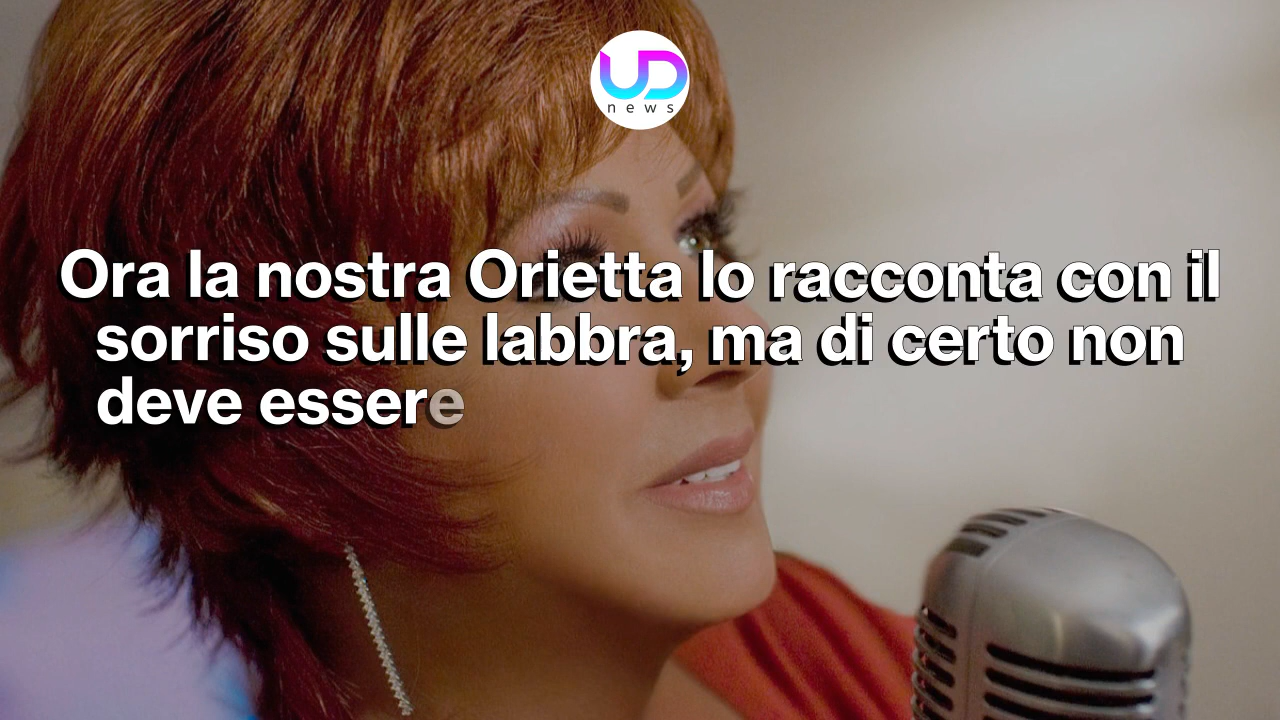 UD
news
Ora la nostra Orietta lo racconta con il
sorriso sulle labbra, ma di certo non
deve essere